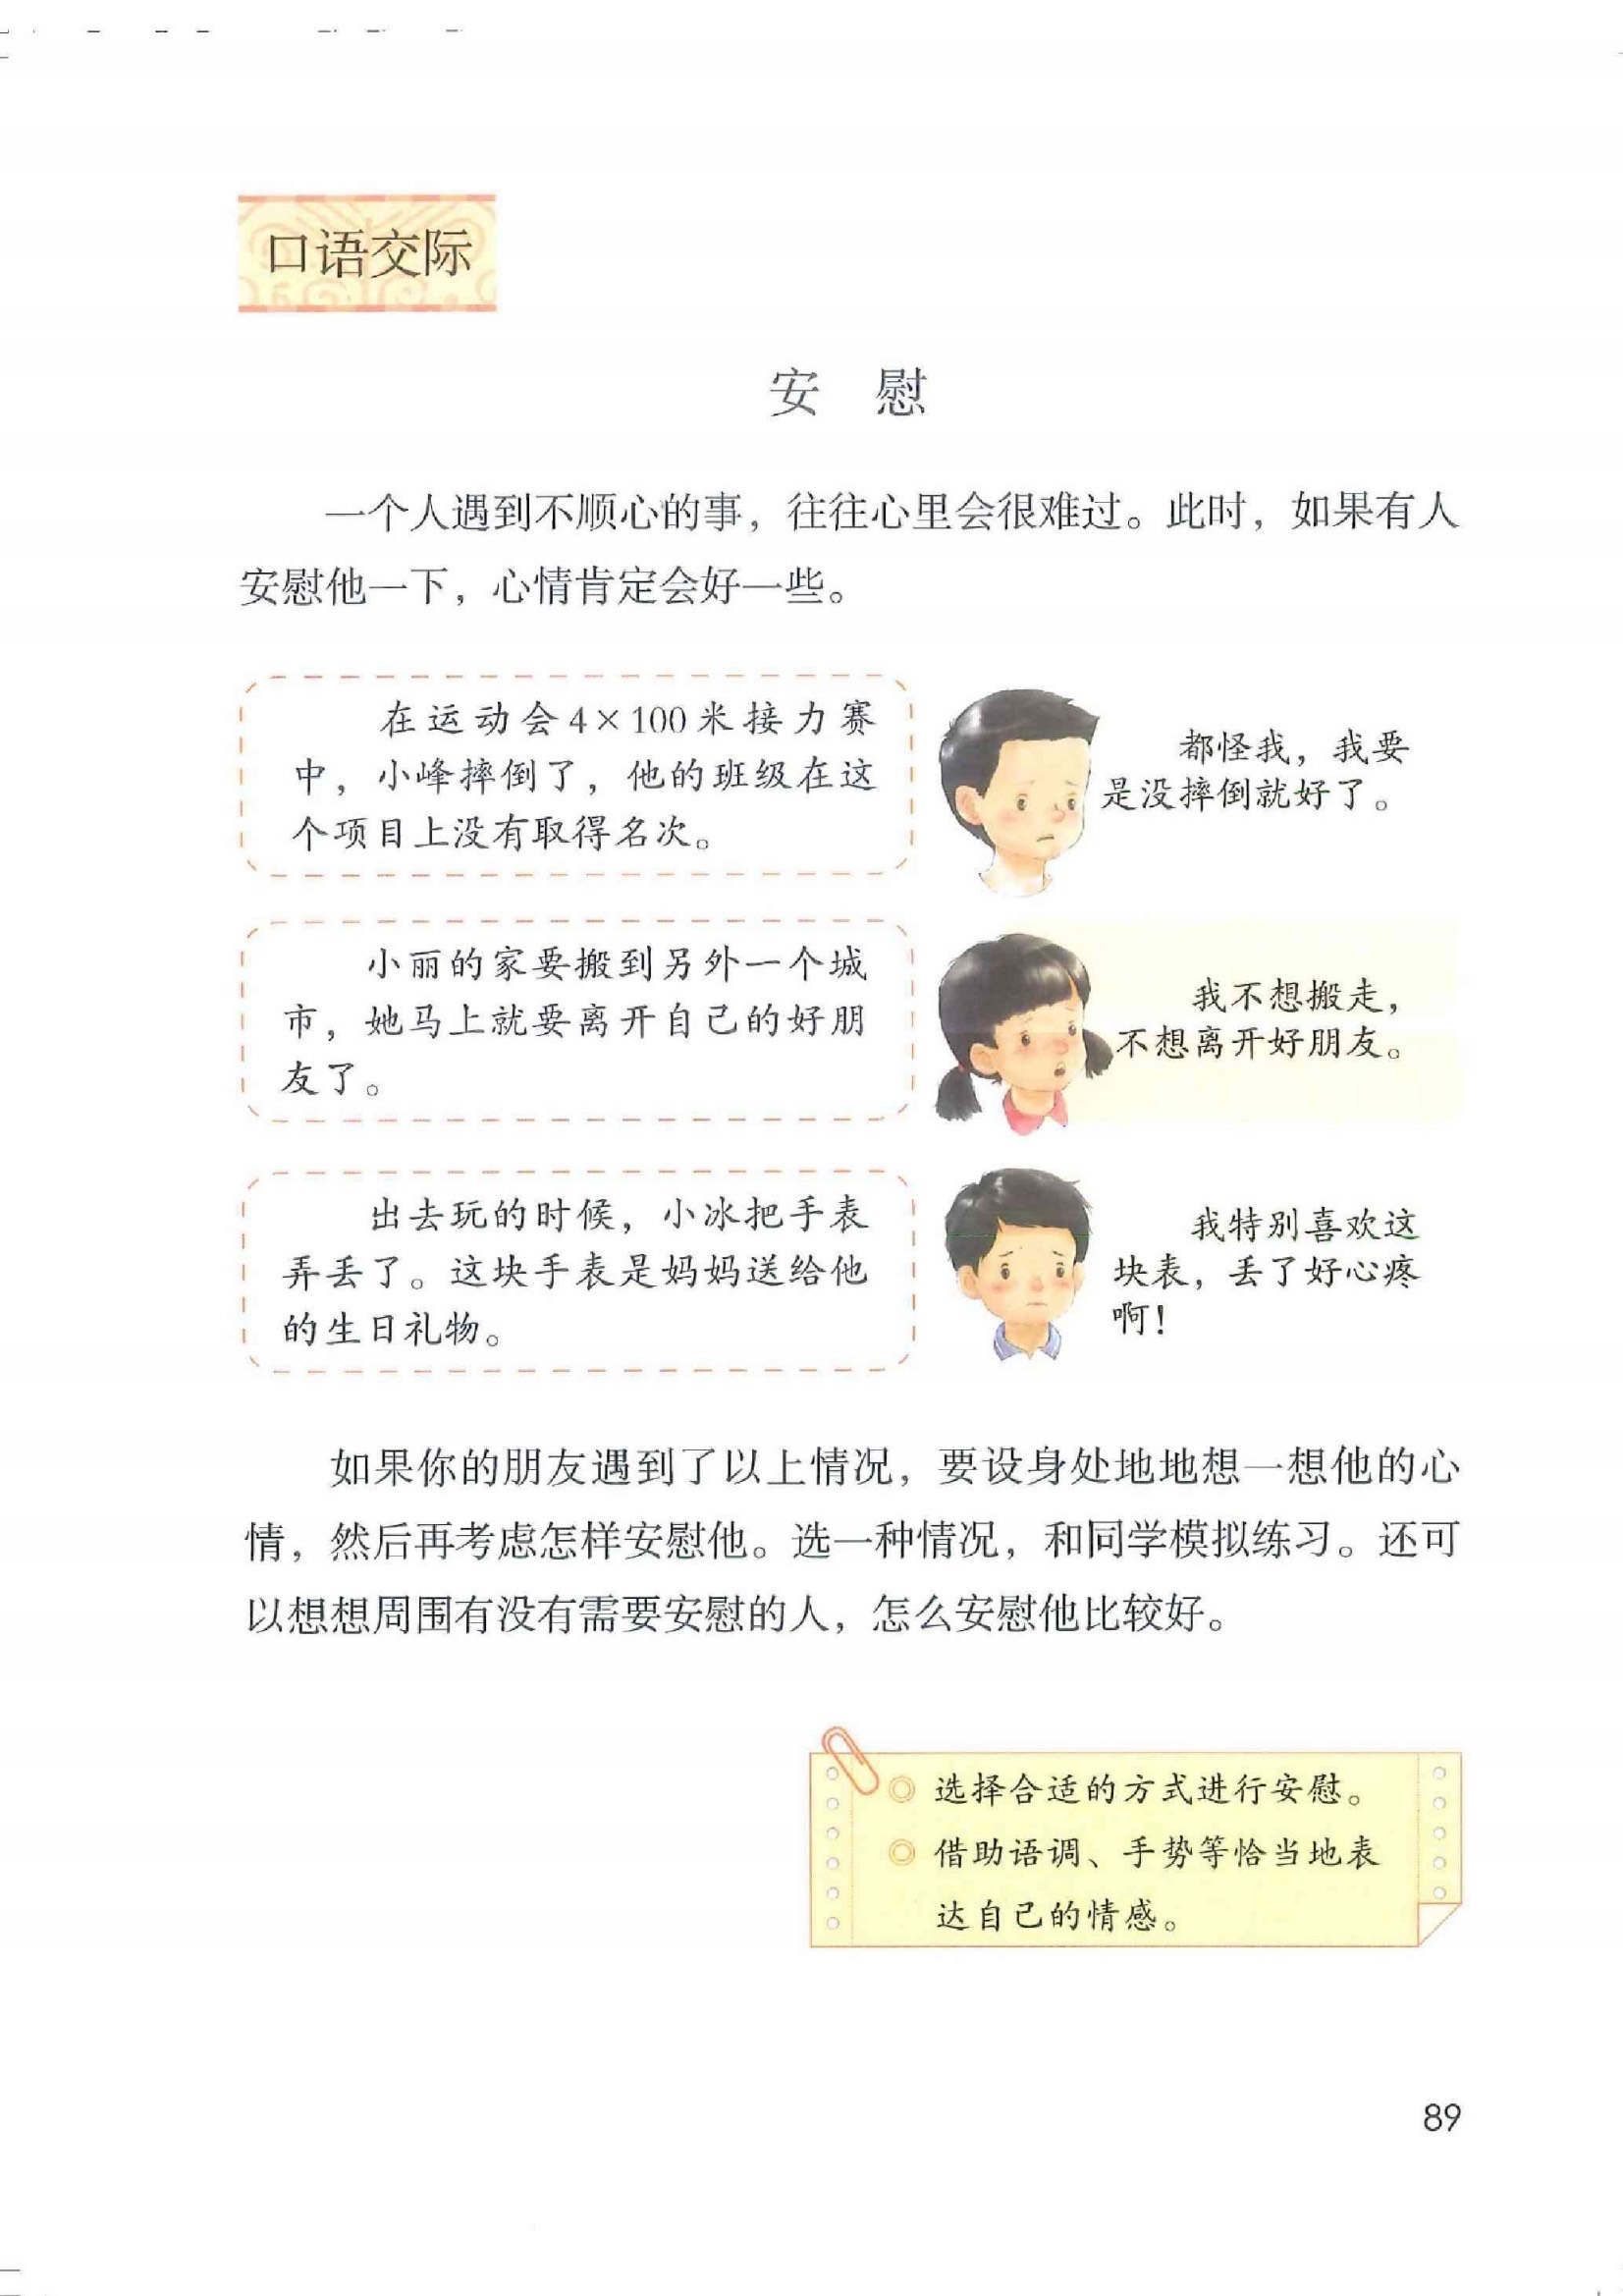 口语交际
安 慰
一个人遇到不顺心的事，往往心里会很难过。此时，如果有人
安慰他一下，心情肯定会好一些。
在运动会4×100米接力赛
中，小峰摔倒了，他的班级在这
个项目上没有取得名次。
都怪我，我要
是没摔倒就好了。
小丽的家要搬到另外一个城
市，她马上就要离开自己的好朋
友了。
我不想搬走，
不想离开好朋友。
出去玩的时候，小冰把手表
弄丢了。这块手表是妈妈送给他
的生日礼物。
我特别喜欢这
块表，丢了好心疼
啊！
如果你的朋友遇到了以上情况，要设身处地地想一想他的心
情，然后再考虑怎样安慰他。选一种情况，和同学模拟练习。还可
以想想周围有没有需要安慰的人，怎么安慰他比较好。
◎ 选择合适的方式进行安慰。
◎ 借助语调、手势等恰当地表
达自己的情感。
89